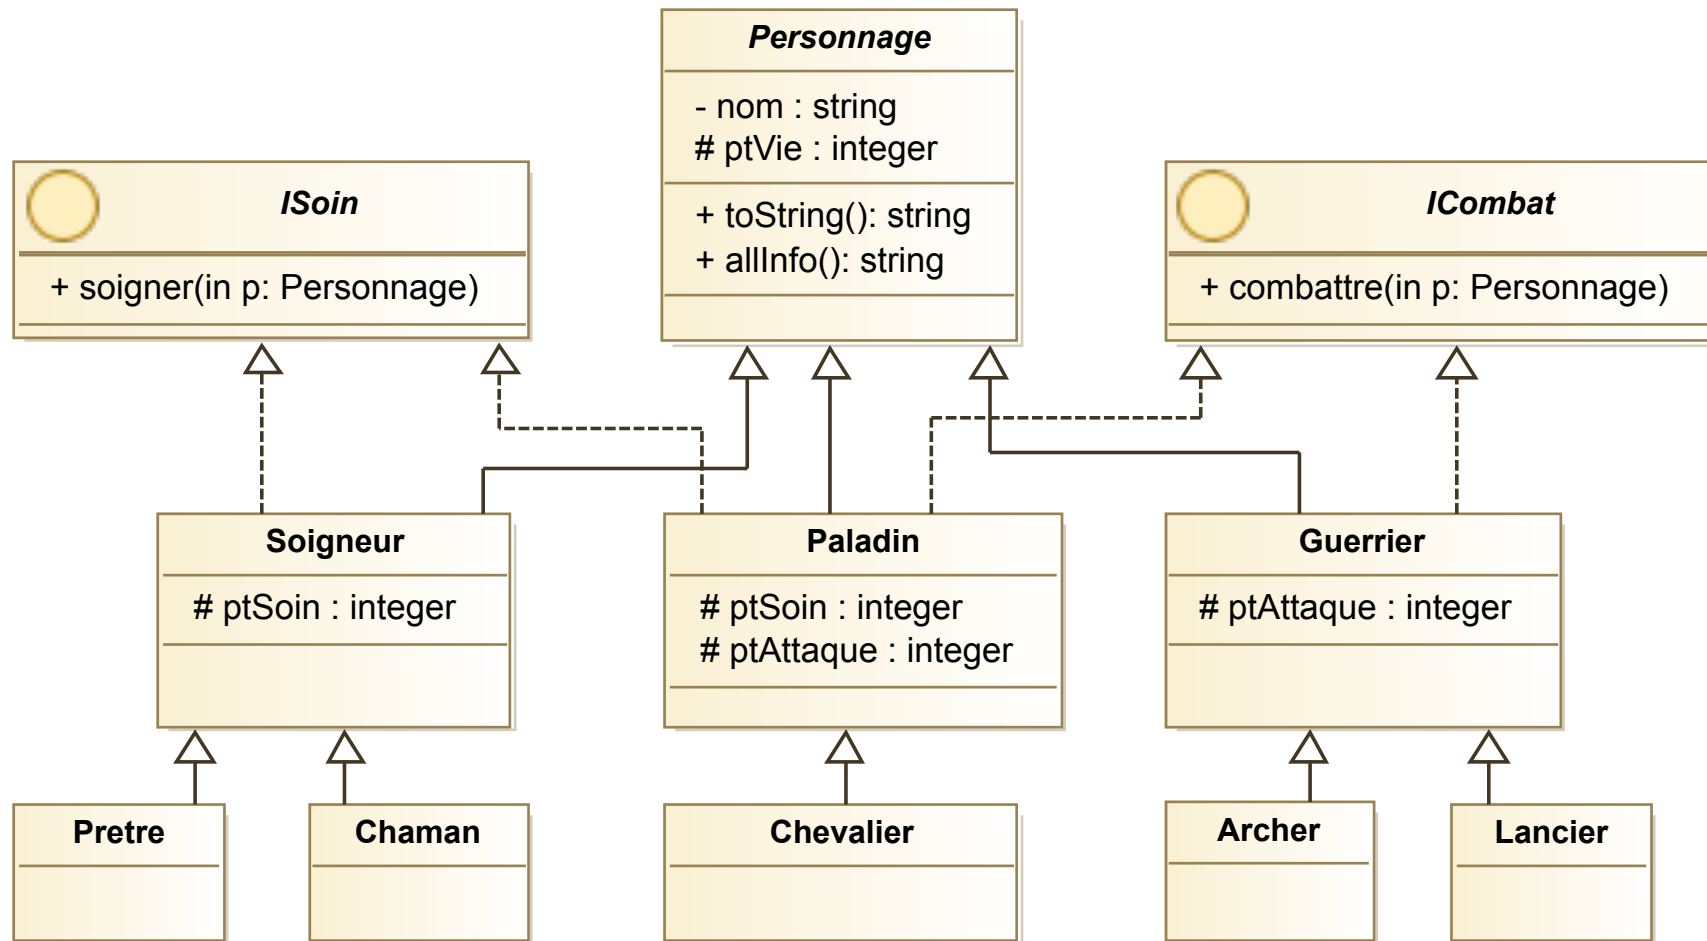 Personnage
- nom : string
# ptVie : integer
+ toString(): string
+ allInfo(): string
ISoin
+ soigner(in p: Personnage)
ICombat
+ combattre(in p: Personnage)
Soigneur
# ptSoin : integer
Paladin
# ptSoin : integer
# ptAttaque : integer
Guerrier
# ptAttaque : integer
Pretre
Chaman
Chevalier
Archer
Lancier